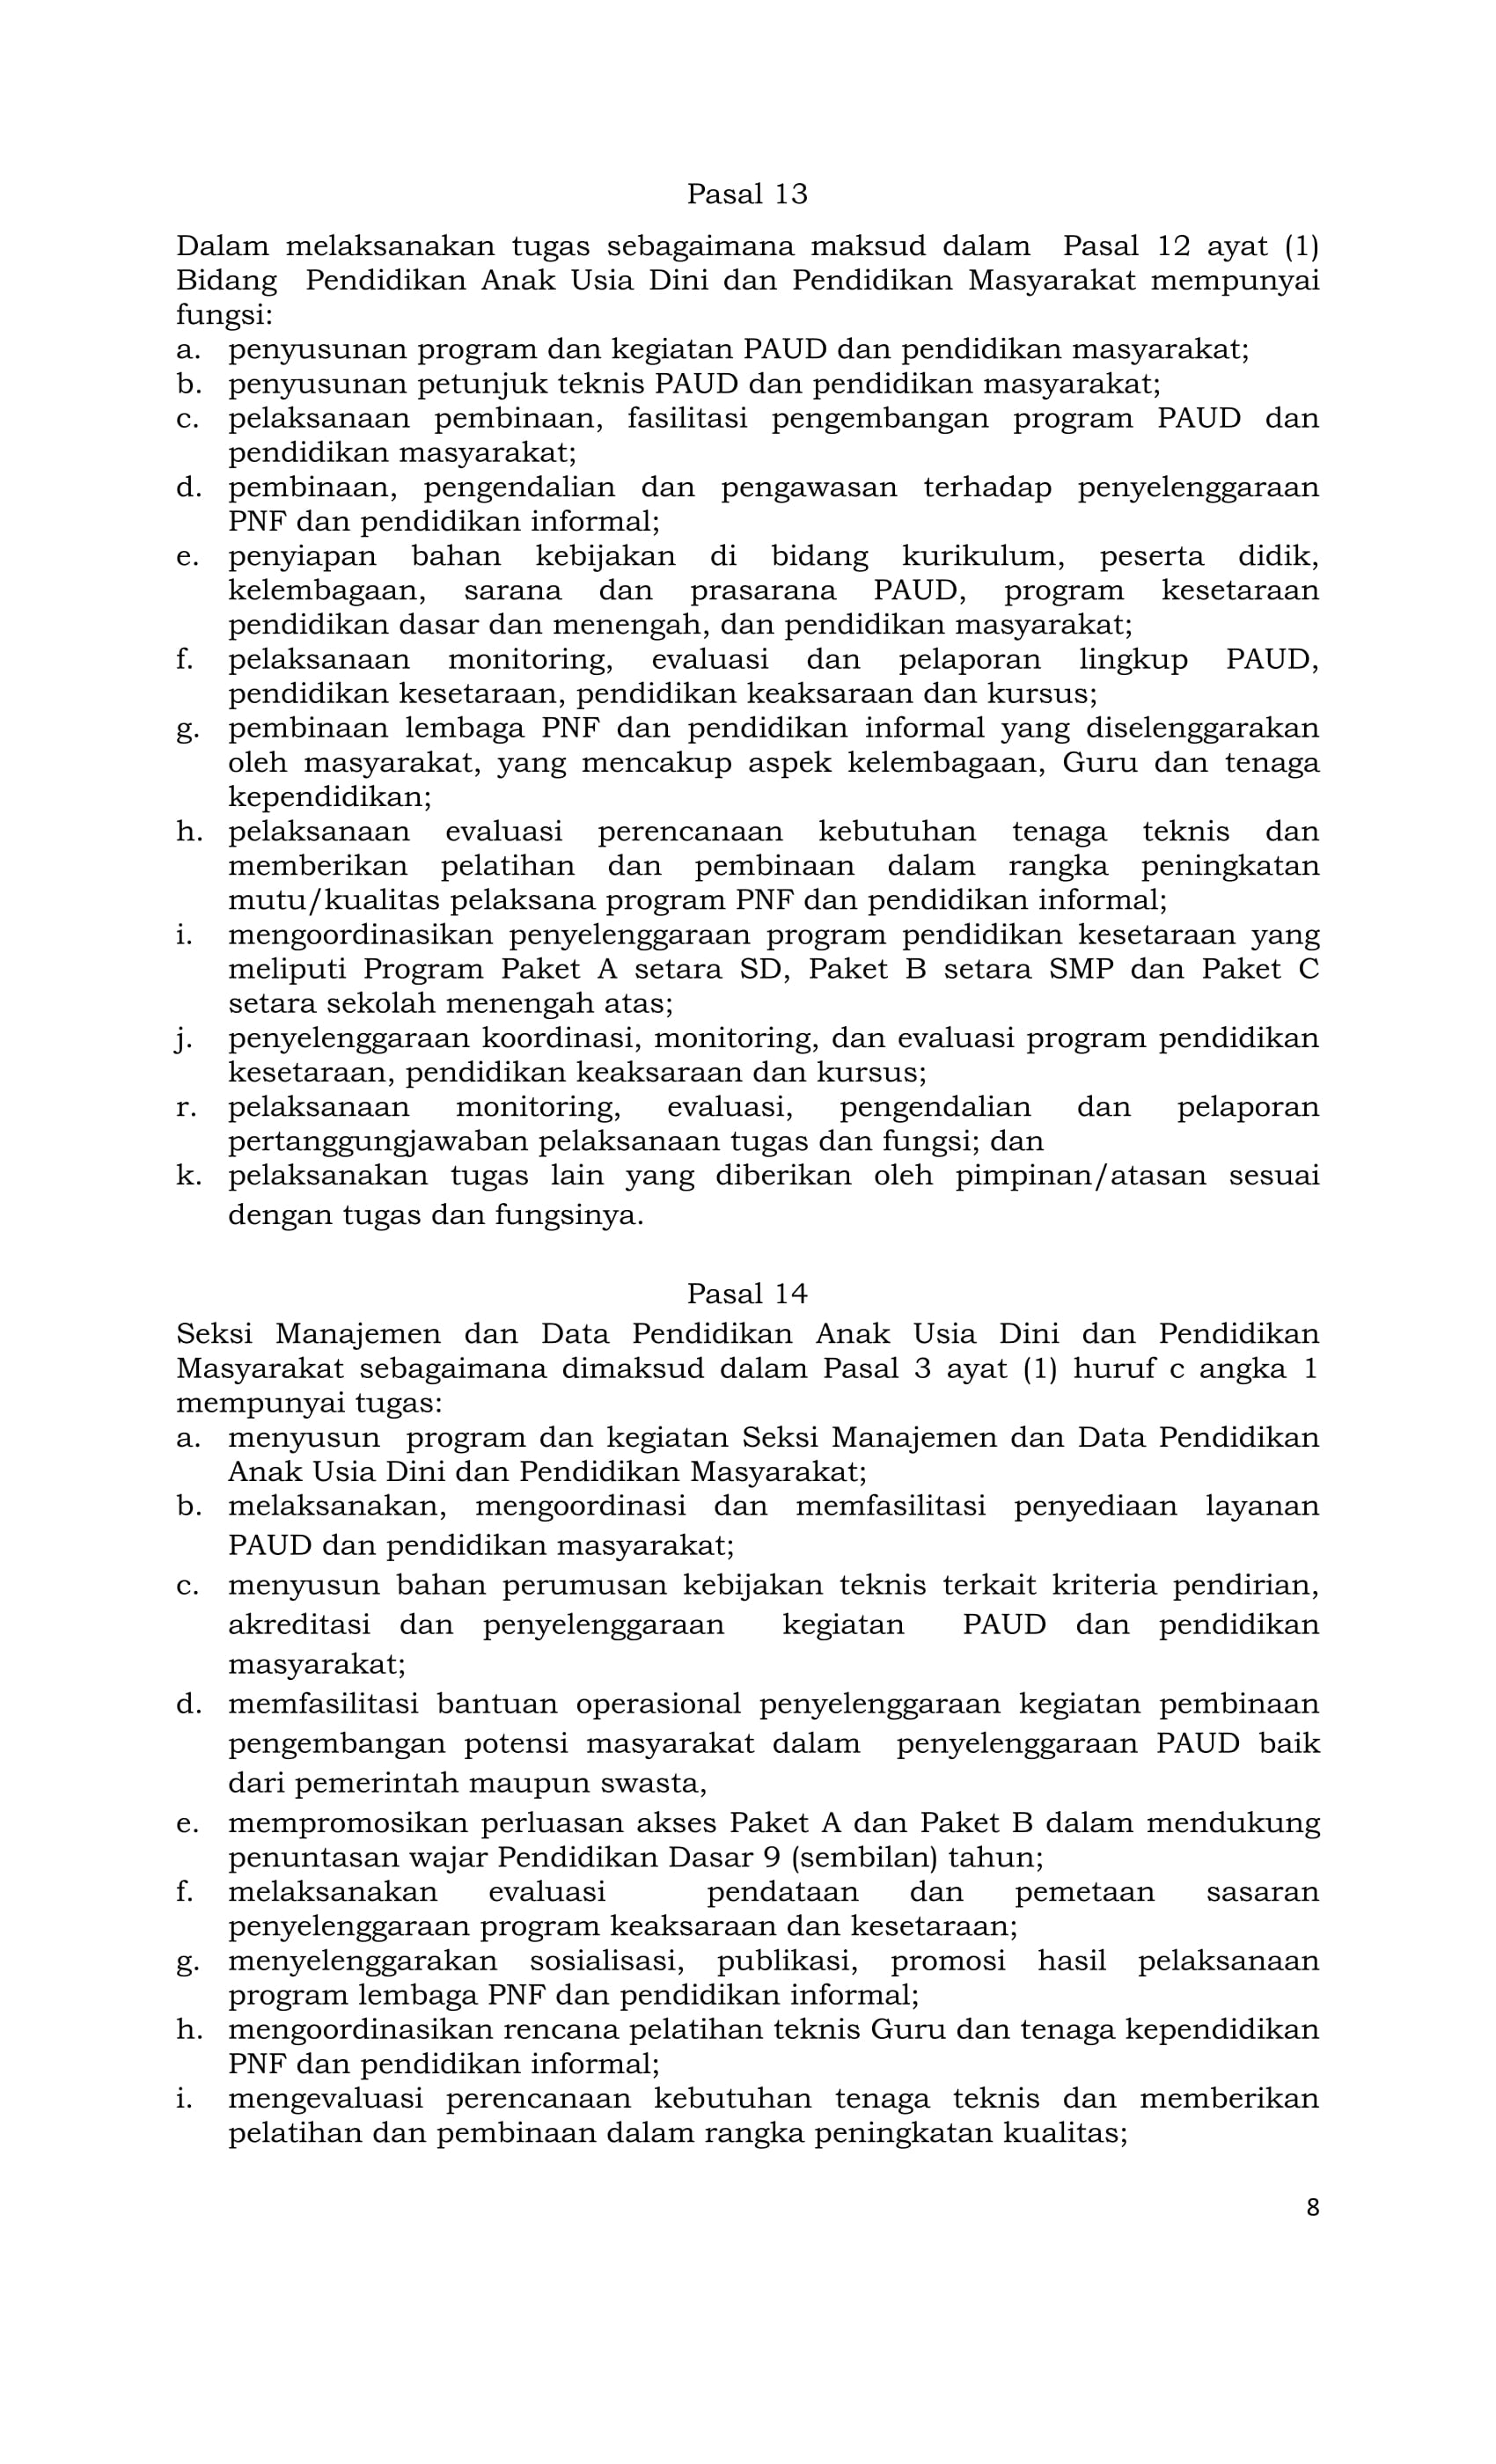 Pasal 13
Dalam melaksanakan tugas sebagaimana maksud dalam Pasal 12 ayat (1)
Bidang Pendidikan Anak Usia Dini dan Pendidikan Masyarakat mempunyai
fungsi:
a. penyusunan program dan kegiatan PAUD dan pendidikan masyarakat;
b. penyusunan petunjuk teknis PAUD dan pendidikan masyarakat;
c. pelaksanaan pembinaan, fasilitasi pengembangan program PAUD dan
pendidikan masyarakat;
d. pembinaan, pengendalian dan pengawasan terhadap penyelenggaraan
PNF dan pendidikan informal;
e. penyiapan bahan kebijakan di bidang kurikulum, peserta didik,
kelembagaan, sarana dan prasarana PAUD, program kesetaraan
pendidikan dasar dan menengah, dan pendidikan masyarakat;
f. pelaksanaan monitoring, evaluasi dan pelaporan lingkup PAUD,
pendidikan kesetaraan, pendidikan keaksaraan dan kursus;
g. pembinaan lembaga PNF dan pendidikan informal yang diselenggarakan
oleh masyarakat, yang mencakup aspek kelembagaan, Guru dan tenaga
kependidikan;
h. pelaksanaan evaluasi perencanaan kebutuhan tenaga teknis dan
memberikan pelatihan dan pembinaan dalam rangka peningkatan
mutu/kualitas pelaksana program PNF dan pendidikan informal;
i. mengoordinasikan penyelenggaraan program pendidikan kesetaraan yang
meliputi Program Paket A setara SD, Paket B setara SMP dan Paket C
setara sekolah menengah atas;
j. penyelenggaraan koordinasi, monitoring, dan evaluasi program pendidikan
kesetaraan, pendidikan keaksaraan dan kursus;
r. pelaksanaan monitoring, evaluasi, pengendalian dan pelaporan
pertanggungjawaban pelaksanaan tugas dan fungsi; dan
k. pelaksanakan tugas lain yang diberikan oleh pimpinan/atasan sesuai
dengan tugas dan fungsinya.
Pasal 14
Seksi Manajemen dan Data Pendidikan Anak Usia Dini dan Pendidikan
Masyarakat sebagaimana dimaksud dalam Pasal 3 ayat (1) huruf c angka 1
mempunyai tugas:
a. menyusun program dan kegiatan Seksi Manajemen dan Data Pendidikan
Anak Usia Dini dan Pendidikan Masyarakat;
b. melaksanakan, mengoordinasi dan memfasilitasi penyediaan layanan
PAUD dan pendidikan masyarakat;
c. menyusun bahan perumusan kebijakan teknis terkait kriteria pendirian,
akreditasi dan penyelenggaraan kegiatan PAUD dan pendidikan
masyarakat;
d. memfasilitasi bantuan operasional penyelenggaraan kegiatan pembinaan
pengembangan potensi masyarakat dalam penyelenggaraan PAUD baik
dari pemerintah maupun swasta,
e. mempromosikan perluasan akses Paket A dan Paket B dalam mendukung
penuntasan wajar Pendidikan Dasar 9 (sembilan) tahun;
f. melaksanakan evaluasi pendataan dan pemetaan sasaran
penyelenggaraan program keaksaraan dan kesetaraan;
g. menyelenggarakan sosialisasi, publikasi, promosi hasil pelaksanaan
program lembaga PNF dan pendidikan informal;
h. mengoordinasikan rencana pelatihan teknis Guru dan tenaga kependidikan
PNF dan pendidikan informal;
i. mengevaluasi perencanaan kebutuhan tenaga teknis dan memberikan
pelatihan dan pembinaan dalam rangka peningkatan kualitas;
8